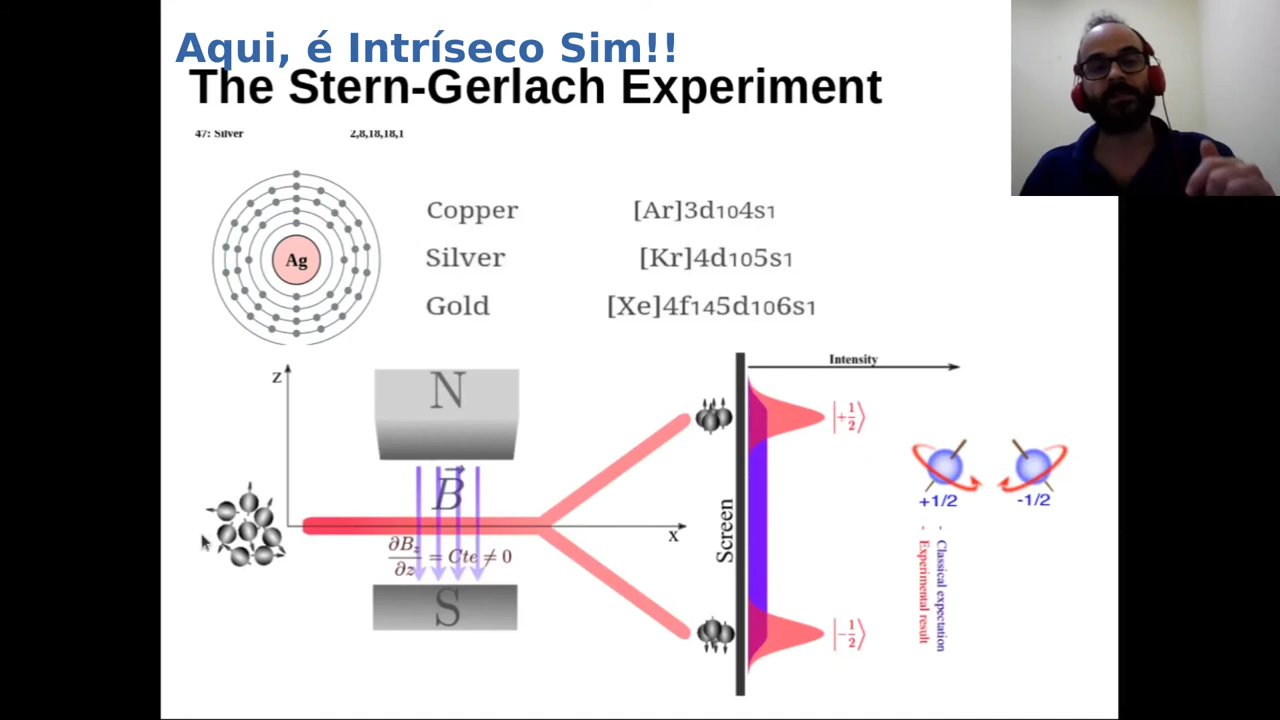 Aqui, é Intríseco Sim!!
The Stern-Gerlach Experiment
47: Silver 2,8,18,18,1
Ag
Copper [Ar]3d104s1
Silver [Kr]4d105s1
Gold [Xe]4f145d106s1
z
N
B
∂Bz/∂z = Cte ≠ 0
S
x
Screen
Intensity
|+1/2⟩
|-1/2⟩
+1/2
-1/2
- Classical expectation
- Experimental result